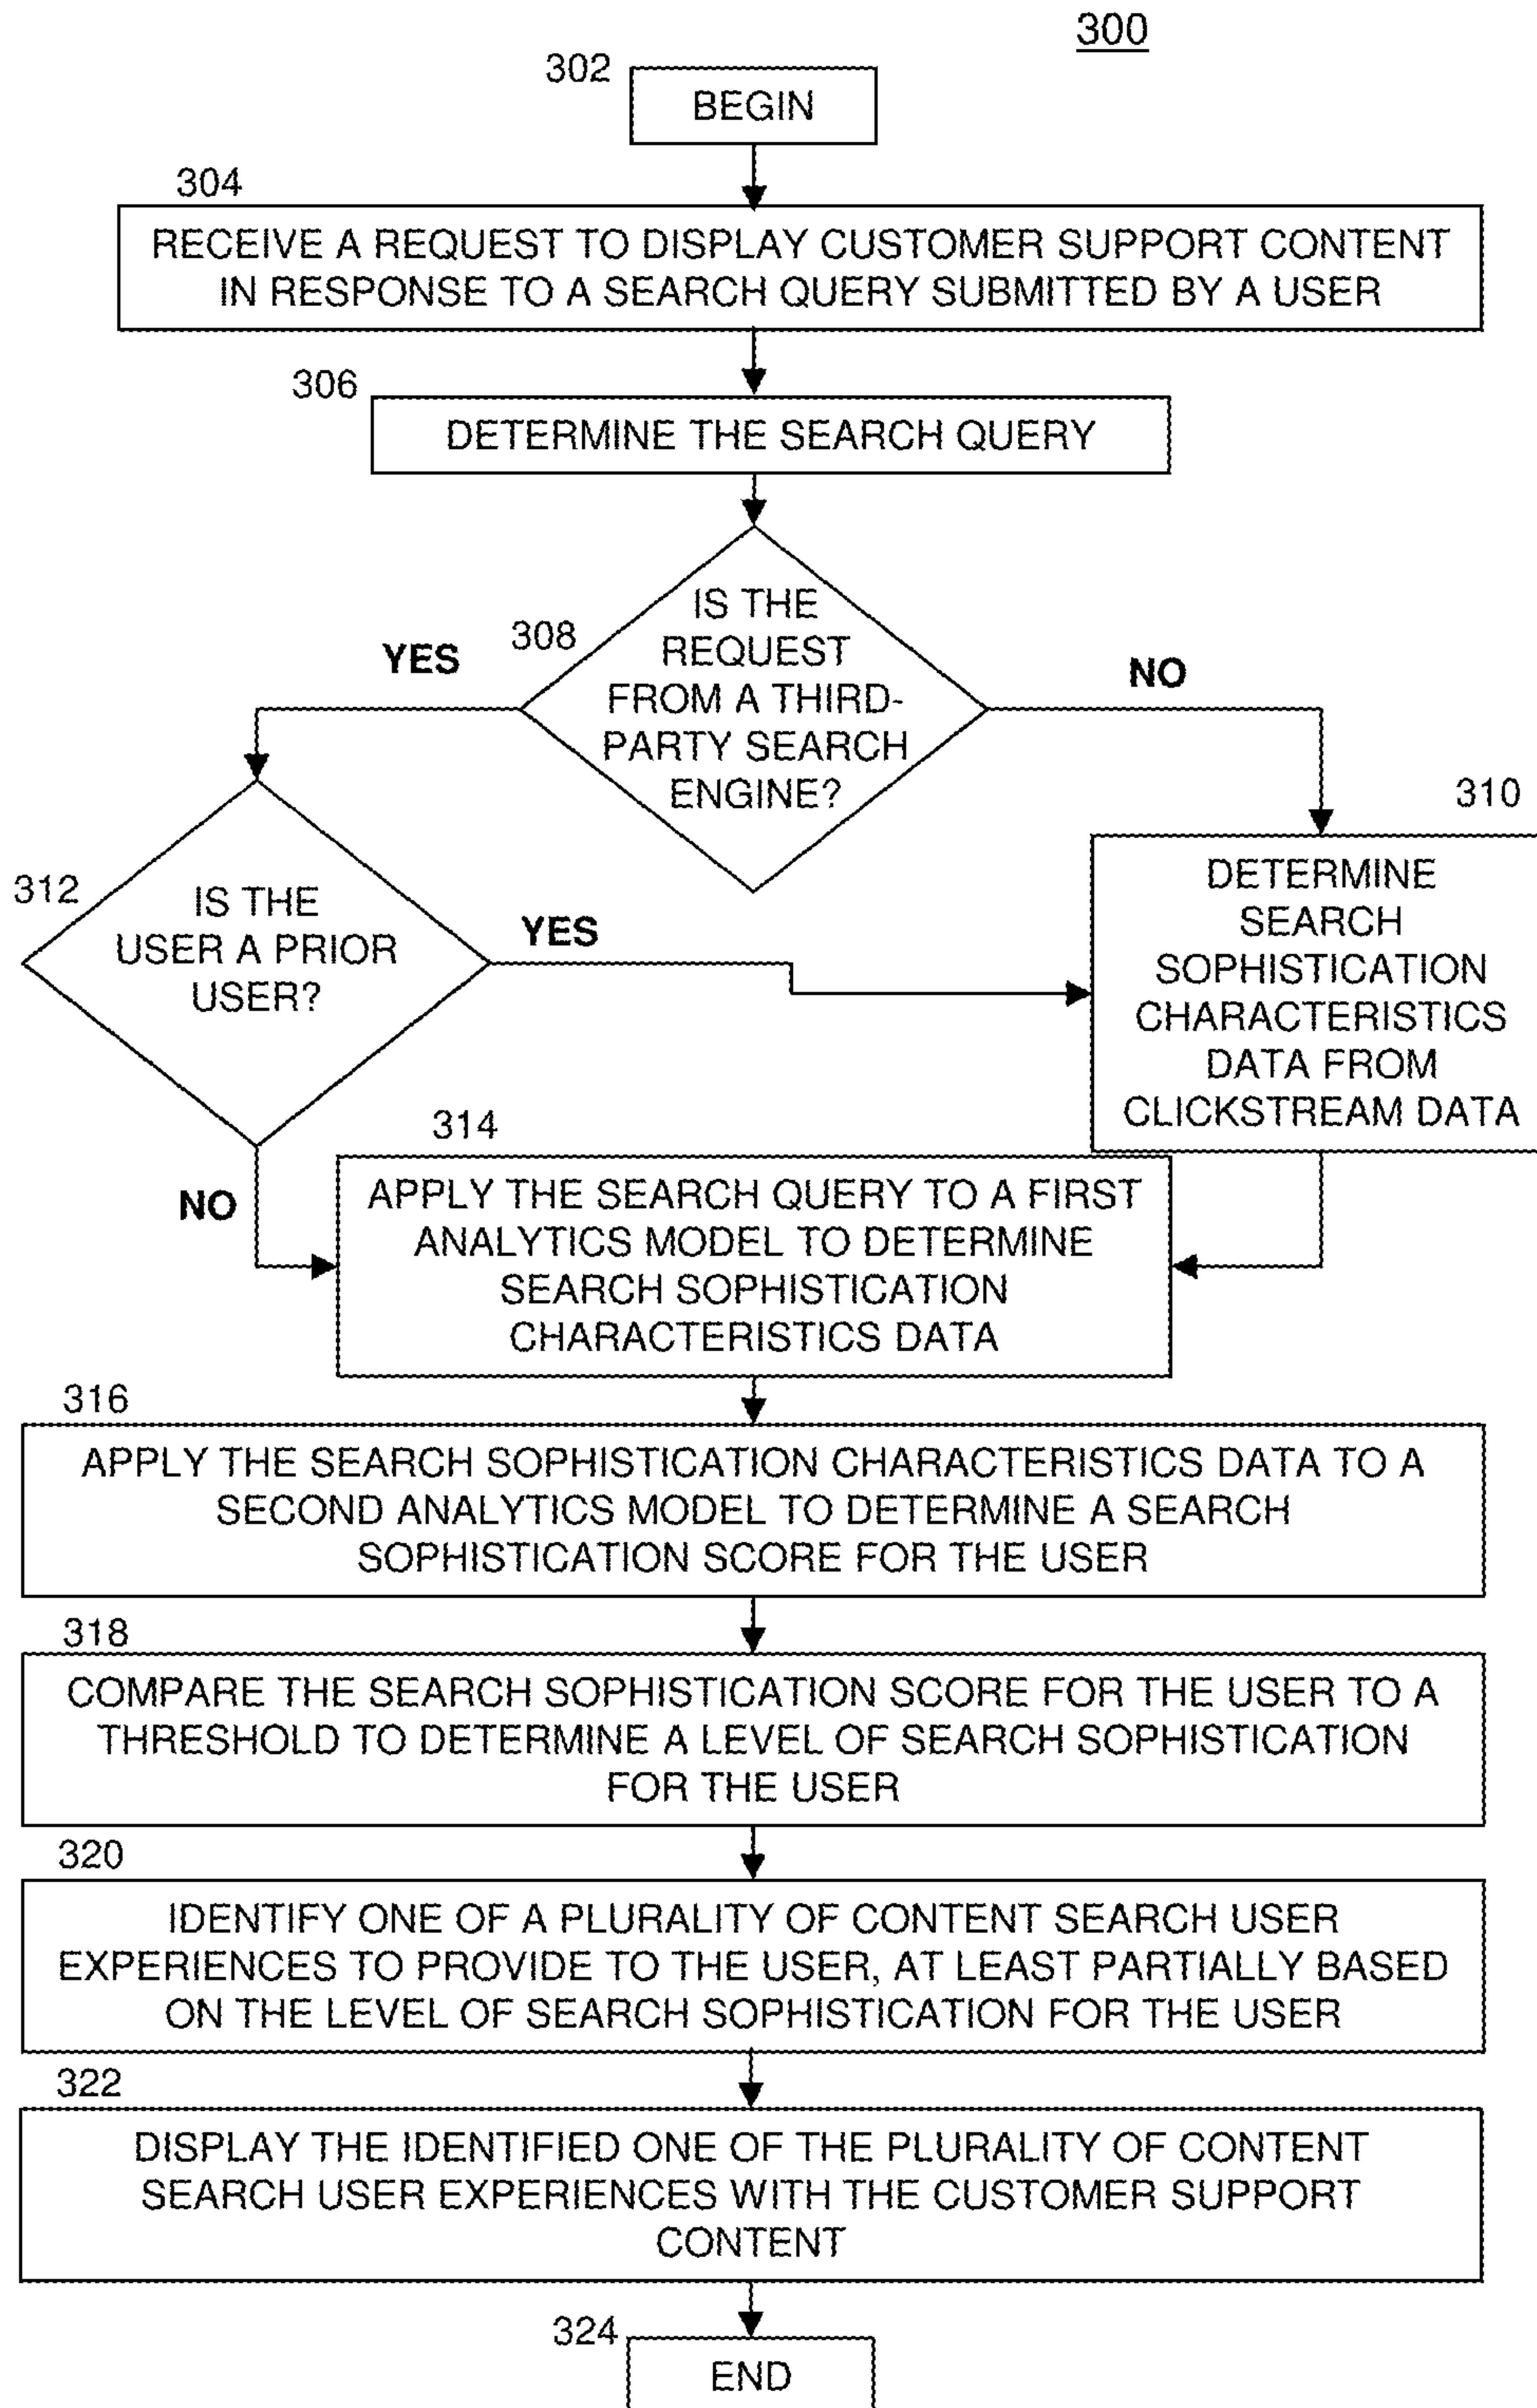 300
302
BEGIN
304
RECEIVE A REQUEST TO DISPLAY CUSTOMER SUPPORT CONTENT
IN RESPONSE TO A SEARCH QUERY SUBMITTED BY A USER
306
DETERMINE THE SEARCH QUERY
308
IS THE
REQUEST
FROM A THIRD-
PARTY SEARCH
ENGINE?
YES
NO
310
DETERMINE
SEARCH
SOPHISTICATION
CHARACTERISTICS
DATA FROM
CLICKSTREAM DATA
312
IS THE
USER A PRIOR
USER?
YES
NO
314
APPLY THE SEARCH QUERY TO A FIRST
ANALYTICS MODEL TO DETERMINE
SEARCH SOPHISTICATION
CHARACTERISTICS DATA
316
APPLY THE SEARCH SOPHISTICATION CHARACTERISTICS DATA TO A
SECOND ANALYTICS MODEL TO DETERMINE A SEARCH
SOPHISTICATION SCORE FOR THE USER
318
COMPARE THE SEARCH SOPHISTICATION SCORE FOR THE USER TO A
THRESHOLD TO DETERMINE A LEVEL OF SEARCH SOPHISTICATION
FOR THE USER
320
IDENTIFY ONE OF A PLURALITY OF CONTENT SEARCH USER
EXPERIENCES TO PROVIDE TO THE USER, AT LEAST PARTIALLY BASED
ON THE LEVEL OF SEARCH SOPHISTICATION FOR THE USER
322
DISPLAY THE IDENTIFIED ONE OF THE PLURALITY OF CONTENT
SEARCH USER EXPERIENCES WITH THE CUSTOMER SUPPORT
CONTENT
324
END